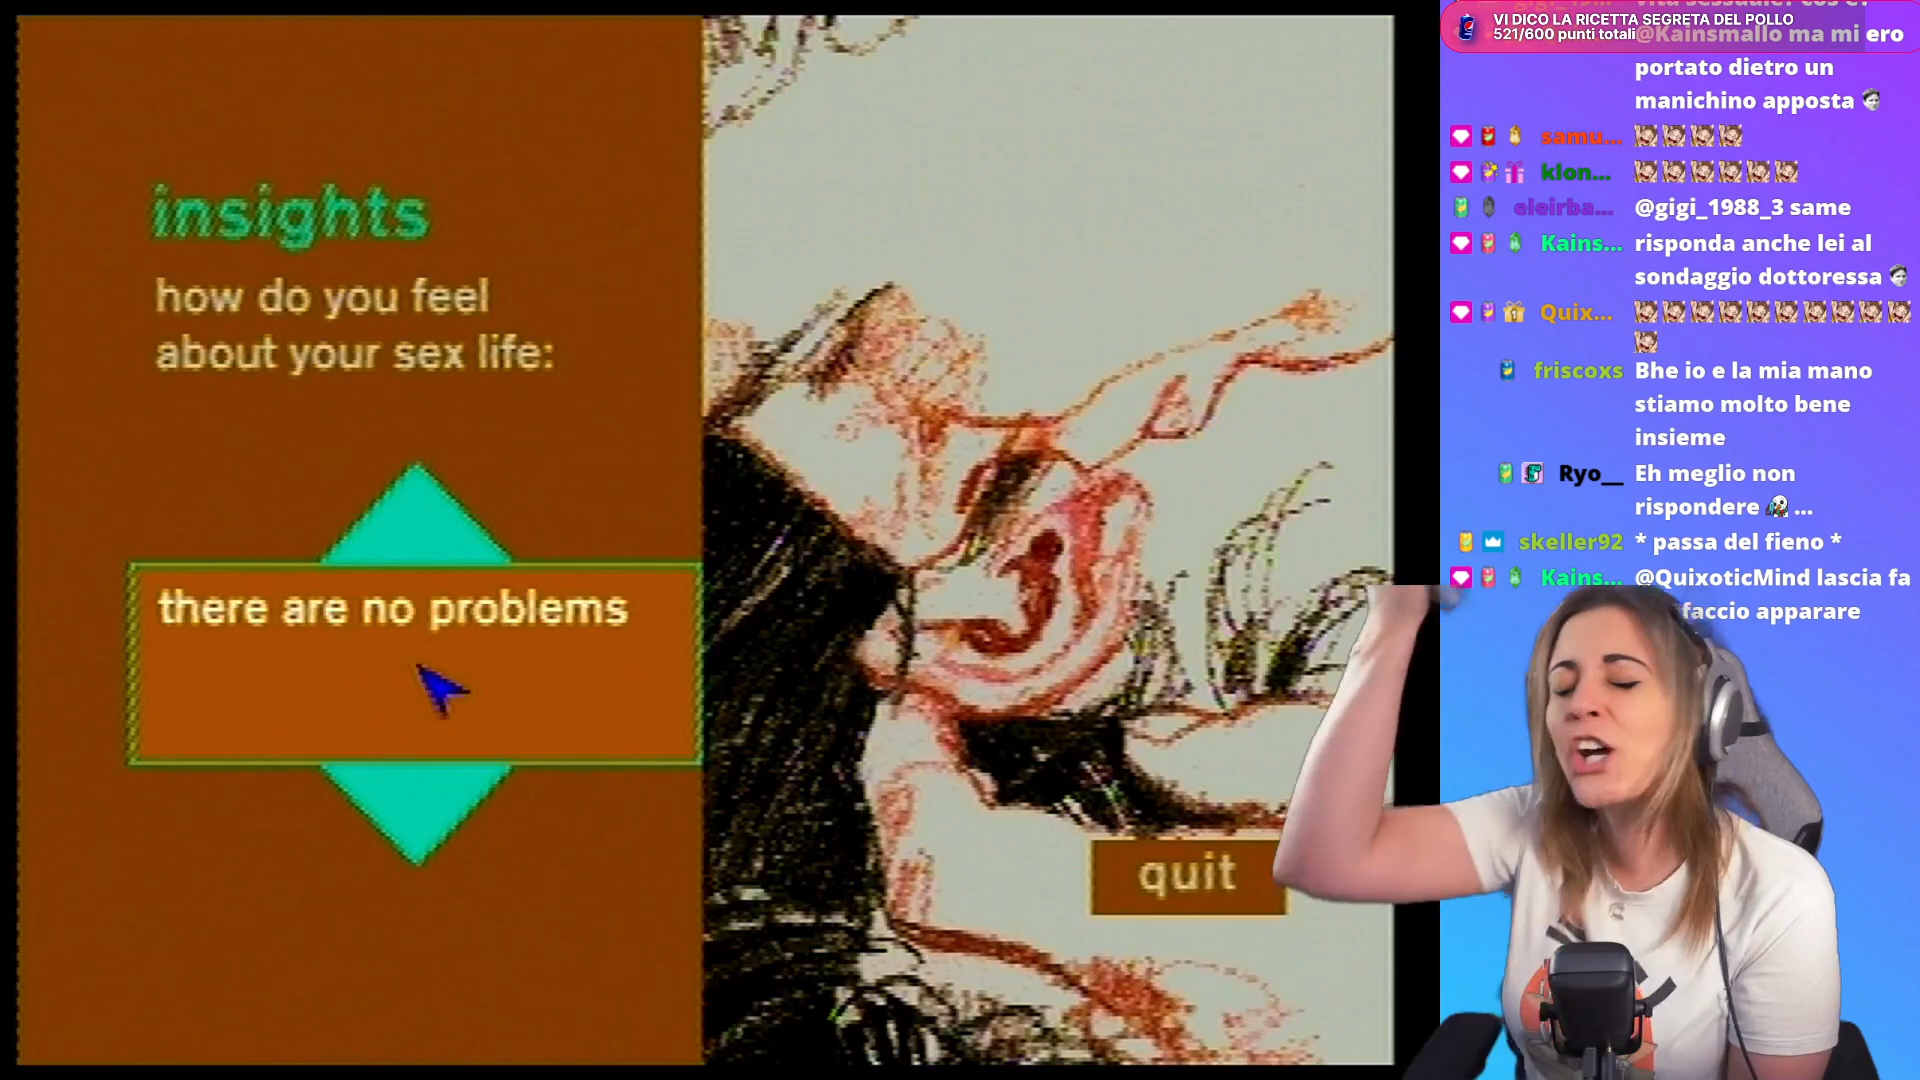 insights
how do you feel
about your sex life:
there are no problems
quit
VI DICO LA RICETTA SEGRETA DEL POLLO
521/600 punti totali
@Kainsmallo ma mi ero
portato dietro un
manichino apposta
samu...
klon...
eleirba... @gigi_1988_3 same
Kains... risponda anche lei al
sondaggio dottoressa
Quix...
friscoxs Bhe io e la mia mano
stiamo molto bene
insieme
Ryo__ Eh meglio non
rispondere ...
skeller92 * passa del fieno *
Kains... @QuixoticMind lascia fa
faccio apparare